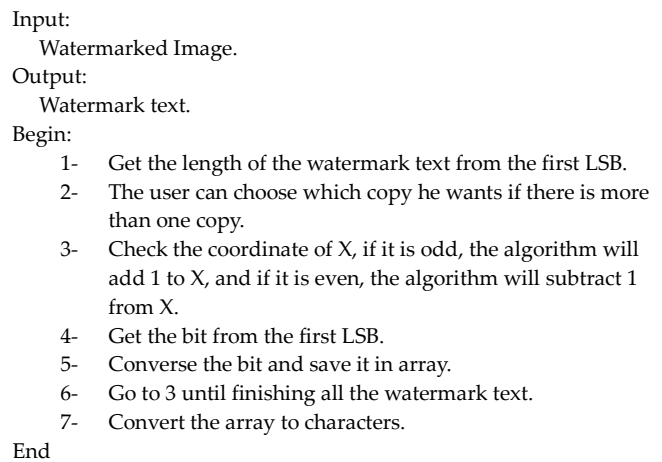 Input:
Watermarked Image.
Output:
Watermark text.
Begin:
1- Get the length of the watermark text from the first LSB.
2- The user can choose which copy he wants if there is more
than one copy.
3- Check the coordinate of X, if it is odd, the algorithm will
add 1 to X, and if it is even, the algorithm will subtract 1
from X.
4- Get the bit from the first LSB.
5- Converse the bit and save it in array.
6- Go to 3 until finishing all the watermark text.
7- Convert the array to characters.
End